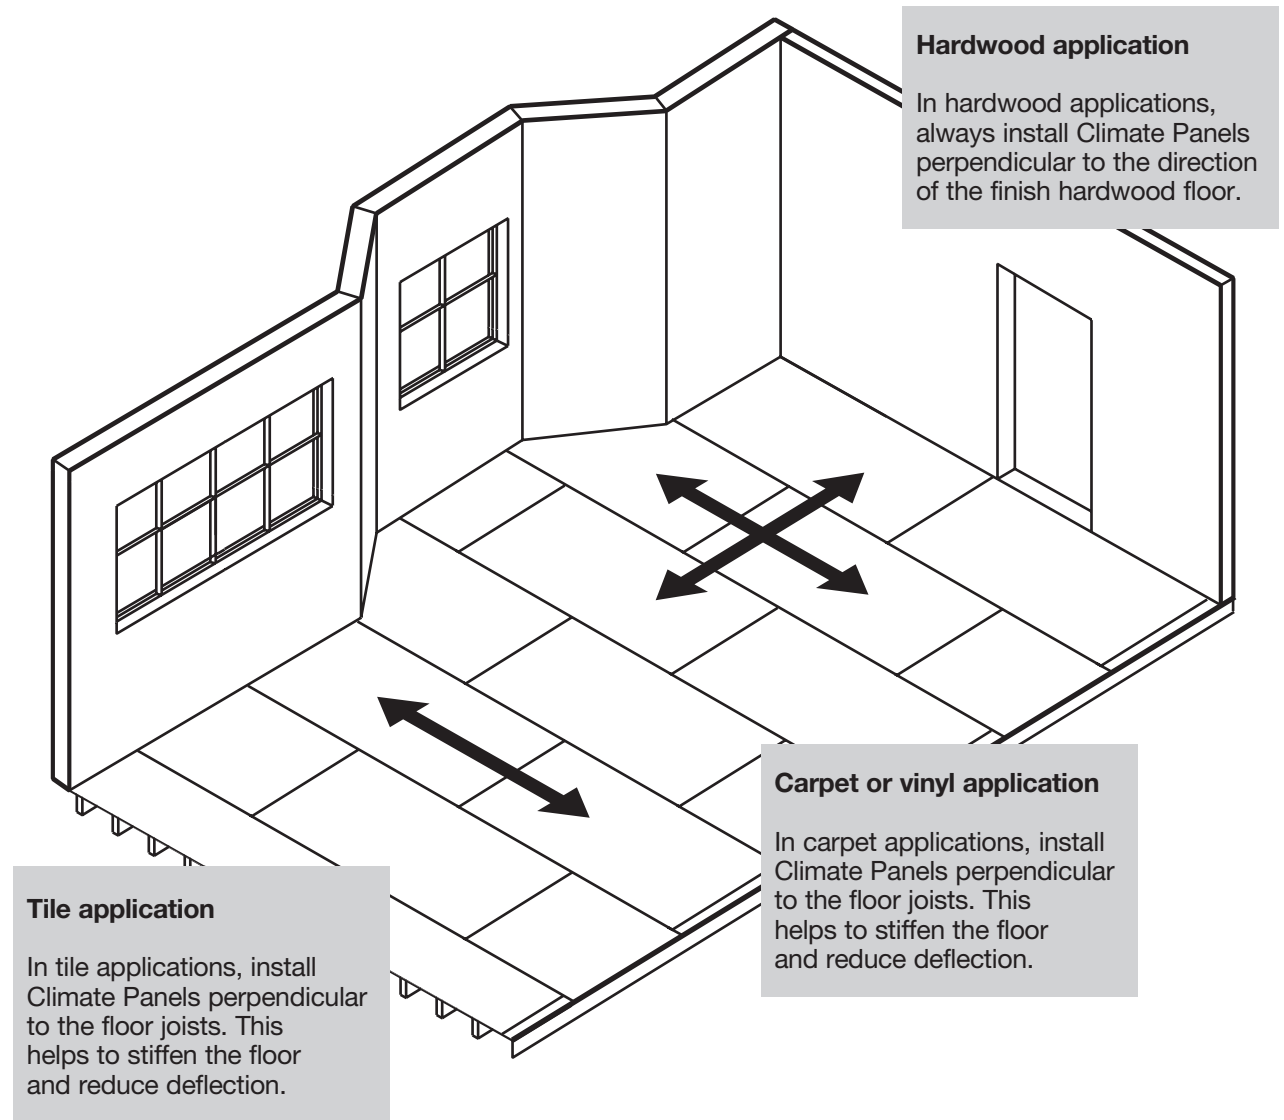 Hardwood application
In hardwood applications,
always install Climate Panels
perpendicular to the direction
of the finish hardwood floor.
Carpet or vinyl application
In carpet applications, install
Climate Panels perpendicular
to the floor joists. This
helps to stiffen the floor
and reduce deflection.
Tile application
In tile applications, install
Climate Panels perpendicular
to the floor joists. This
helps to stiffen the floor
and reduce deflection.